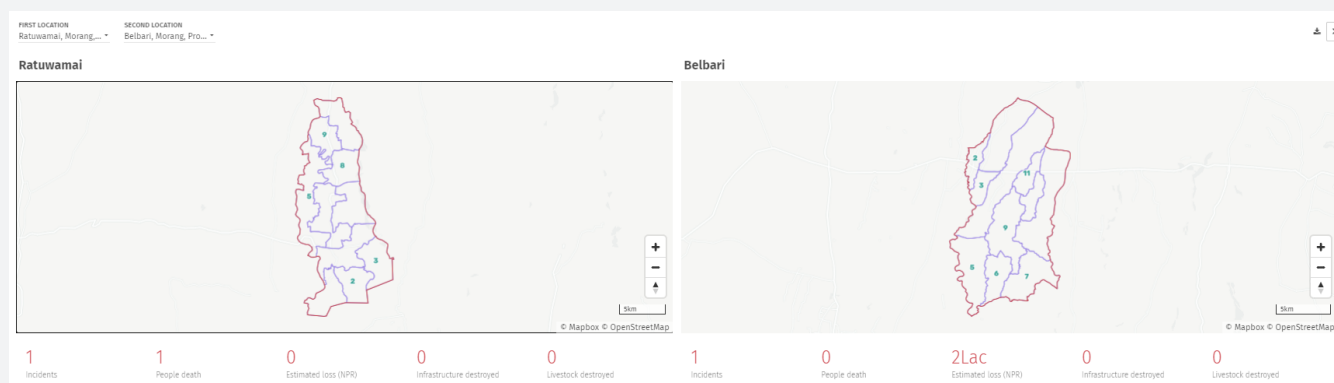 FIRST LOCATION
Ratuwamai, Morang,...
SECOND LOCATION
Belbari, Morang, Pro...
Ratuwamai
9
8
5
3
2
5km
© Mapbox © OpenStreetMap
1
Incidents
1
People death
0
Estimated loss (NPR)
0
Infrastructure destroyed
0
Livestock destroyed
Belbari
2
3
11
9
5
6
7
5km
© Mapbox © OpenStreetMap
1
Incidents
0
People death
2Lac
Estimated loss (NPR)
0
Infrastructure destroyed
0
Livestock destroyed